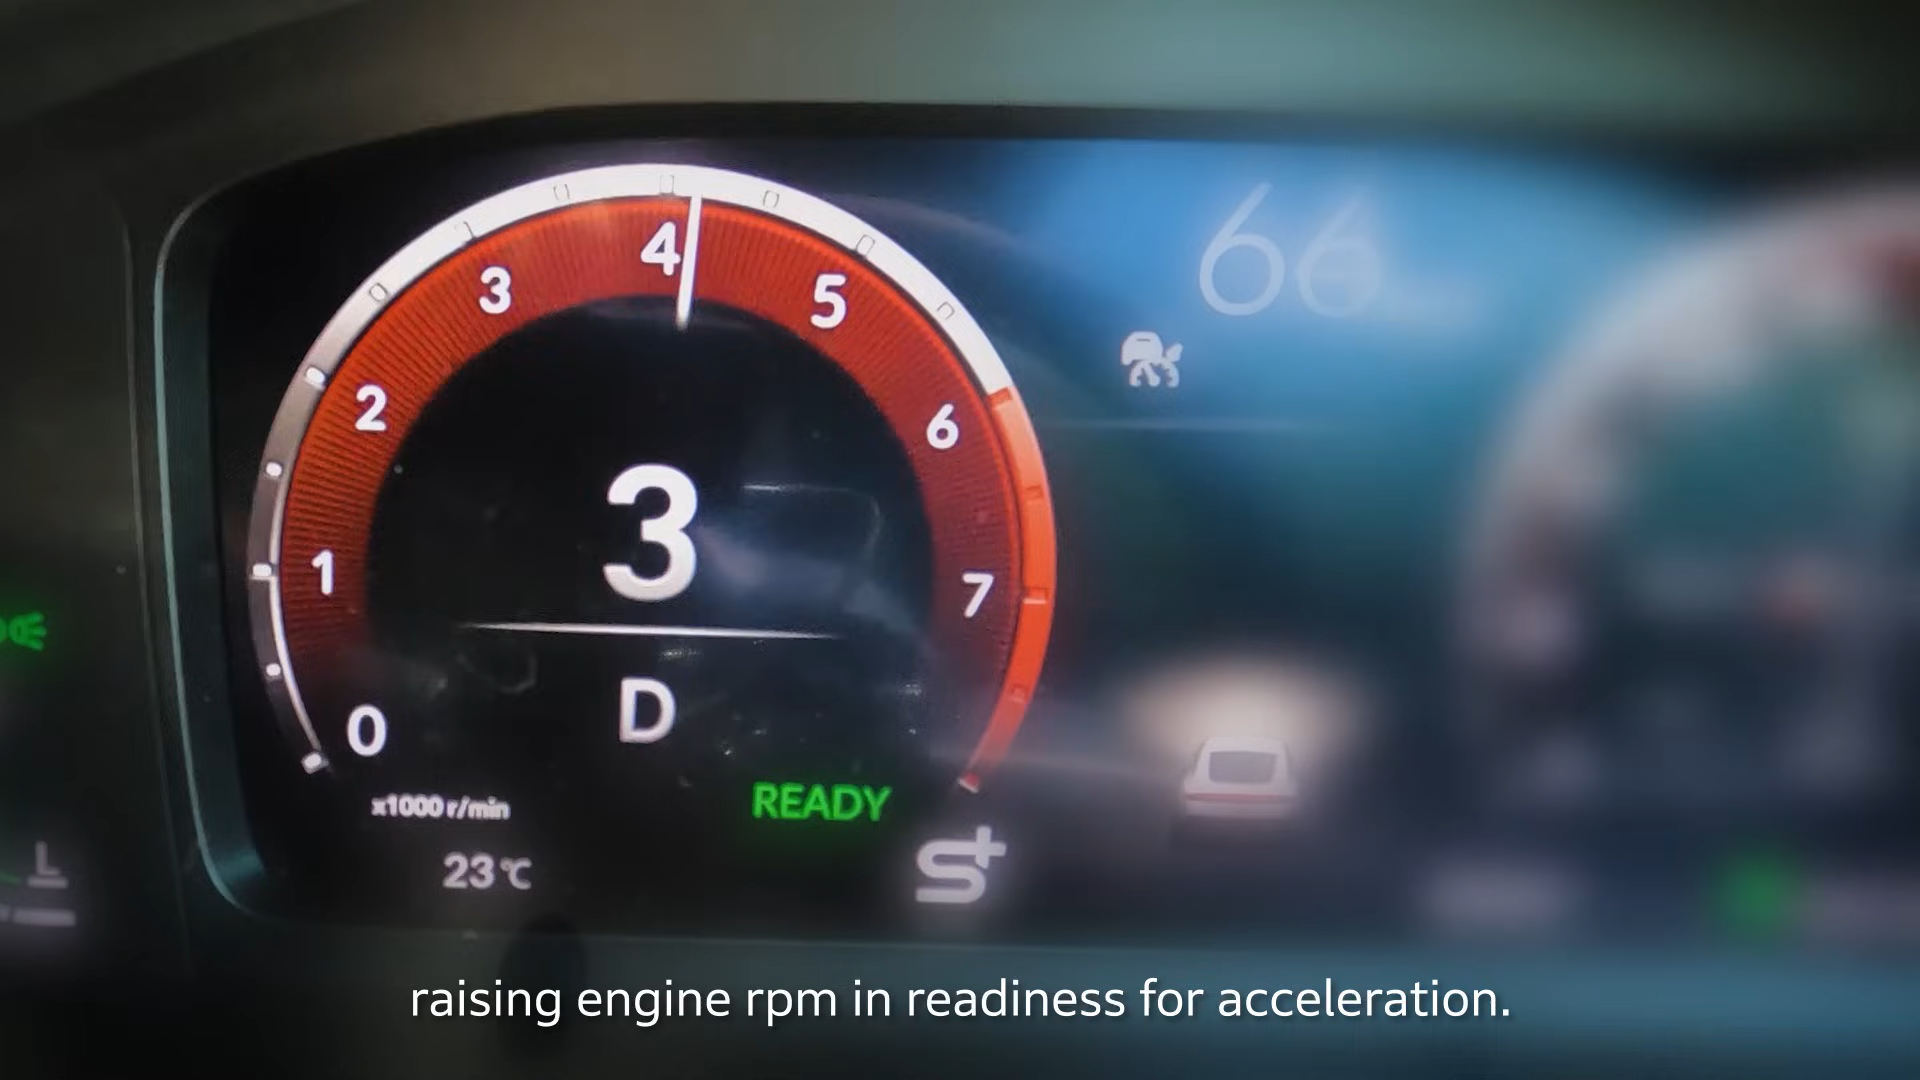 66
4
3
5
2
6
3
1
7
D
0
READY
x1000 r/min
23°C
S+
L
raising engine rpm in readiness for acceleration.